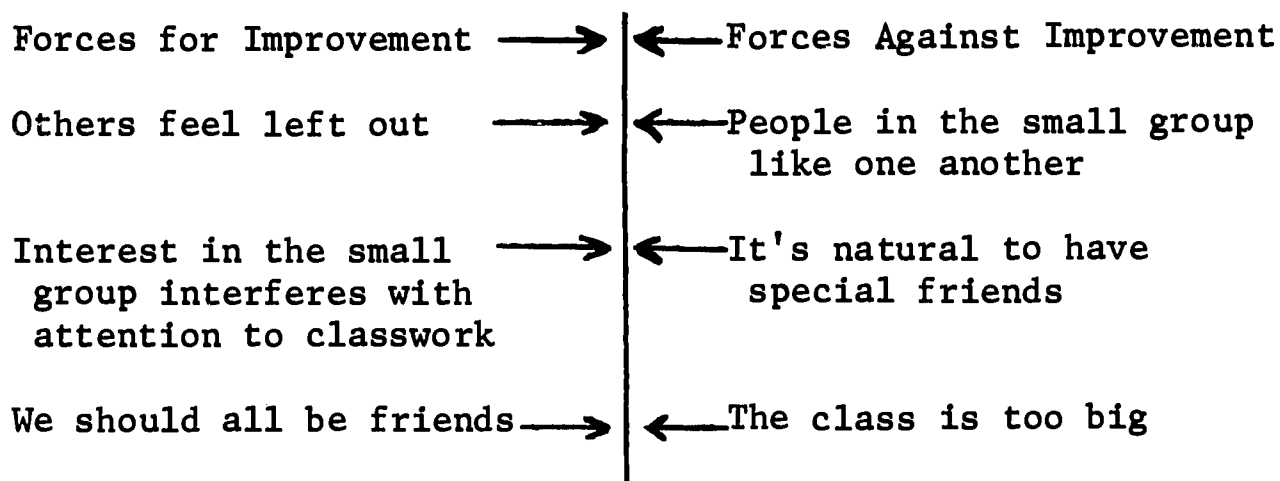 Forces for Improvement
Forces Against Improvement
Others feel left out
People in the small group
like one another
Interest in the small
group interferes with
attention to classwork
It's natural to have
special friends
We should all be friends
The class is too big